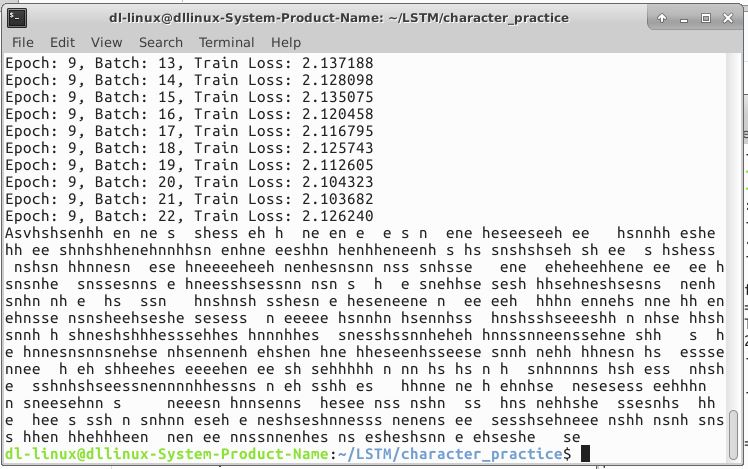 dl-linux@dllinux-System-Product-Name: ~/LSTM/character_practice
File Edit View Search Terminal Help
Epoch: 9, Batch: 13, Train Loss: 2.137188
Epoch: 9, Batch: 14, Train Loss: 2.128098
Epoch: 9, Batch: 15, Train Loss: 2.135075
Epoch: 9, Batch: 16, Train Loss: 2.120458
Epoch: 9, Batch: 17, Train Loss: 2.116795
Epoch: 9, Batch: 18, Train Loss: 2.125743
Epoch: 9, Batch: 19, Train Loss: 2.112605
Epoch: 9, Batch: 20, Train Loss: 2.104323
Epoch: 9, Batch: 21, Train Loss: 2.103682
Epoch: 9, Batch: 22, Train Loss: 2.126240
Asvhshsenhh en ne s  shess eh h  ne en e  e s n  ene heseeseeh ee   hsnnhh eshe
hh ee shnhshhhenehnnhhsn enhne eeshhn henhheneenh s hs snshshseh sh ee  s hshess
 nshsn hhnnesn  ese hneeeeheeh nenhesnsnn nss snhsse   ene  eheheehhene ee  ee h
snsnhe  snssesnns e hneesshsessnn nsn s  h  e snehhse sesh hhsehneshsesns  nenh
snhn nh e  hs  ssn   hnshnsh sshesn e heseneene n  ee eeh  hhhn ennehs nne hh en
ehnsse nsnsheehseshe sesess  n eeeee hsnnhn hsennhss  hnshsshseeeshh n nhse hhsh
snnh h shneshshhhesssehhes hnnnhhes   snesshssnnheheh hnnssnneenssehne shh   s  h
e hnnesnsnnsnehse nhsennenh ehshen hne hheseenhsseese snnh nehh hhnesn hs  essse
nnee  h eh shheehes eeeehen ee sh sehhhhh n nn hs hs n h  snhnnnns hsh ess  nhsh
e  sshnhshseessnennnnhhessns n eh sshh es   hhnne ne h ehnhse  nesesess eehhhn
n sneesehnn s      neeesn hnnsenns  hesee nss nshn  ss  hns nehhshe  ssesnhs  hh
e  hee s ssh n snhnn eseh e neshseshnnesss nenens ee  sesshsehneee nshh nsnh sns
s hhen hhehhheen  nen ee nnssnnenhes ns esheshsnn e ehseshe   se
dl-linux@dllinux-System-Product-Name:~/LSTM/character_practice$